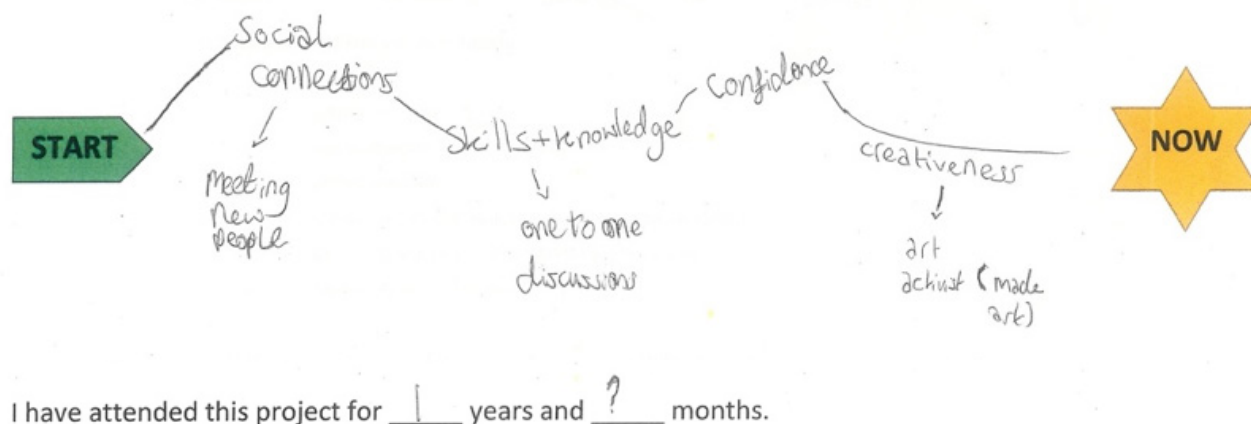 START
Social
connections
Meeting
new
people
Skills+knowledge
one to one
discussions
Confidence
creativeness
art
activist (made
art)
NOW
I have attended this project for 1 years and ? months.